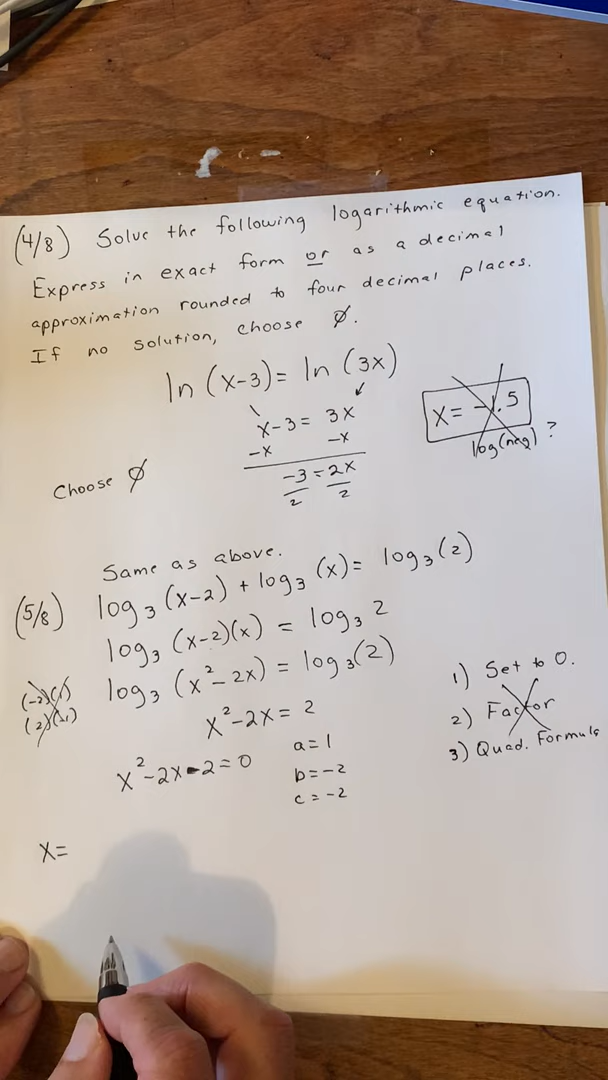 (4/8) Solve the following logarithmic equation.
Express in exact form or as a decimal
approximation rounded to four decimal places.
If no solution, choose ∅.
ln (x-3) = ln (3x)
x-3 = 3x
-x -x
-3 = 2x
2 2
x = -1.5
log(neg) ?
Choose ∅
Same as above.
(5/8) log₃ (x-2) + log₃ (x) = log₃ (2)
log₃ (x-2)(x) = log₃ 2
log₃ (x²-2x) = log₃ (2)
(-2)(1)
(2)(-1)
x²-2x = 2
x²-2x-2=0
a=1
b=-2
c=-2
1) Set to 0.
2) Factor
3) Quad. Formula
x=